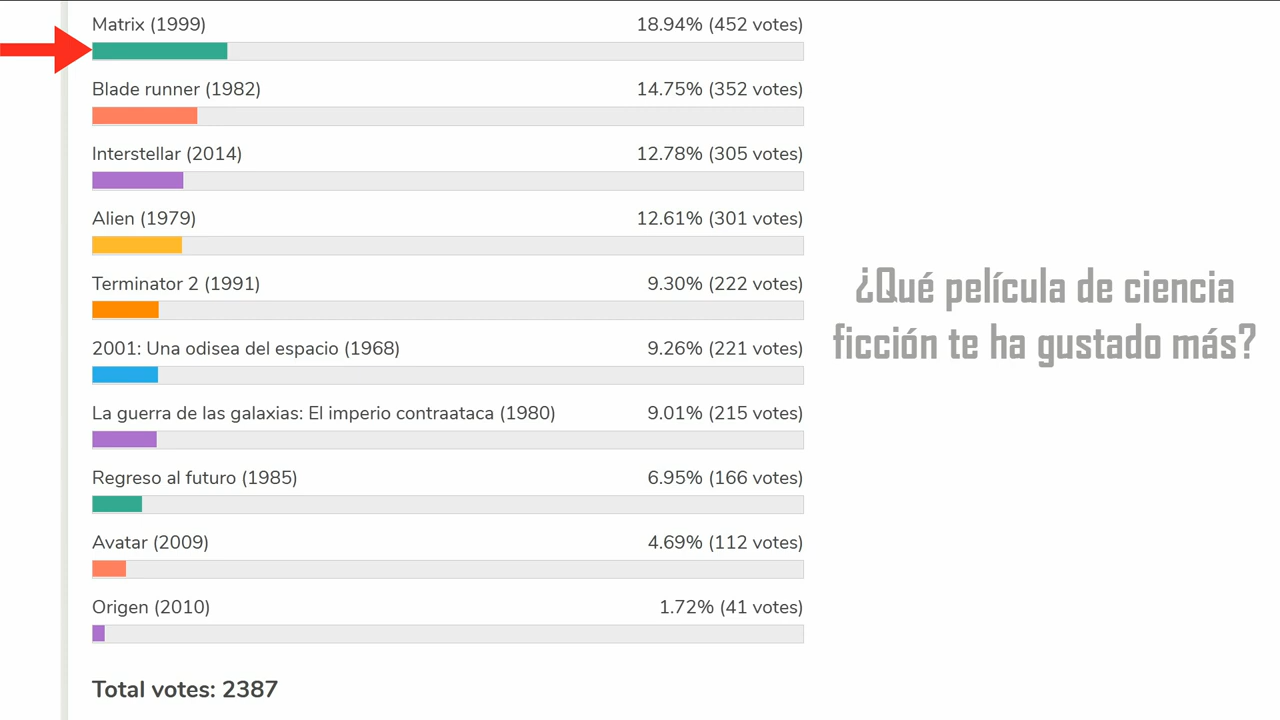 Matrix (1999) 18.94% (452 votes)
Blade runner (1982) 14.75% (352 votes)
Interstellar (2014) 12.78% (305 votes)
Alien (1979) 12.61% (301 votes)
Terminator 2 (1991) 9.30% (222 votes)
2001: Una odisea del espacio (1968) 9.26% (221 votes)
La guerra de las galaxias: El imperio contraataca (1980) 9.01% (215 votes)
Regreso al futuro (1985) 6.95% (166 votes)
Avatar (2009) 4.69% (112 votes)
Origen (2010) 1.72% (41 votes)
Total votes: 2387
¿Qué película de ciencia
ficción te ha gustado más?